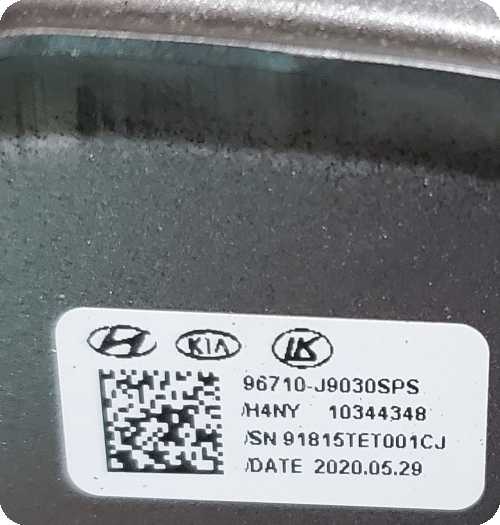 KIA
96710-J9030SPS
/H4NY 10344348
/SN 91815TET001CJ
/DATE 2020.05.29